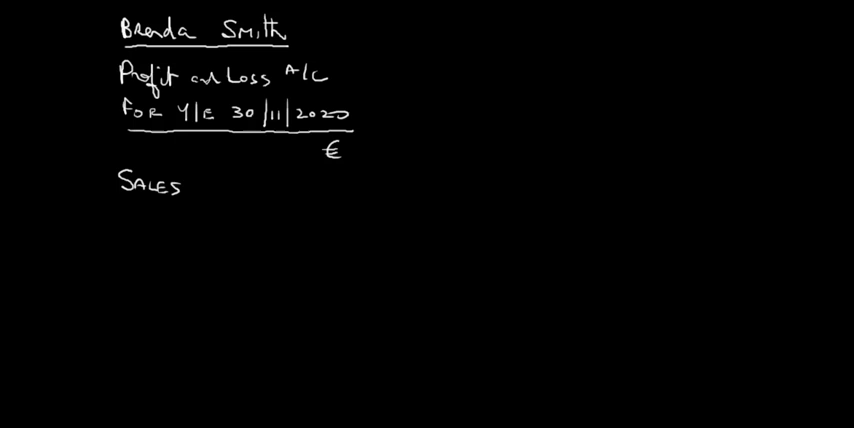 Brenda Smith
Profit and Loss A/C
FOR Y/E 30/11/2020
€
SALES